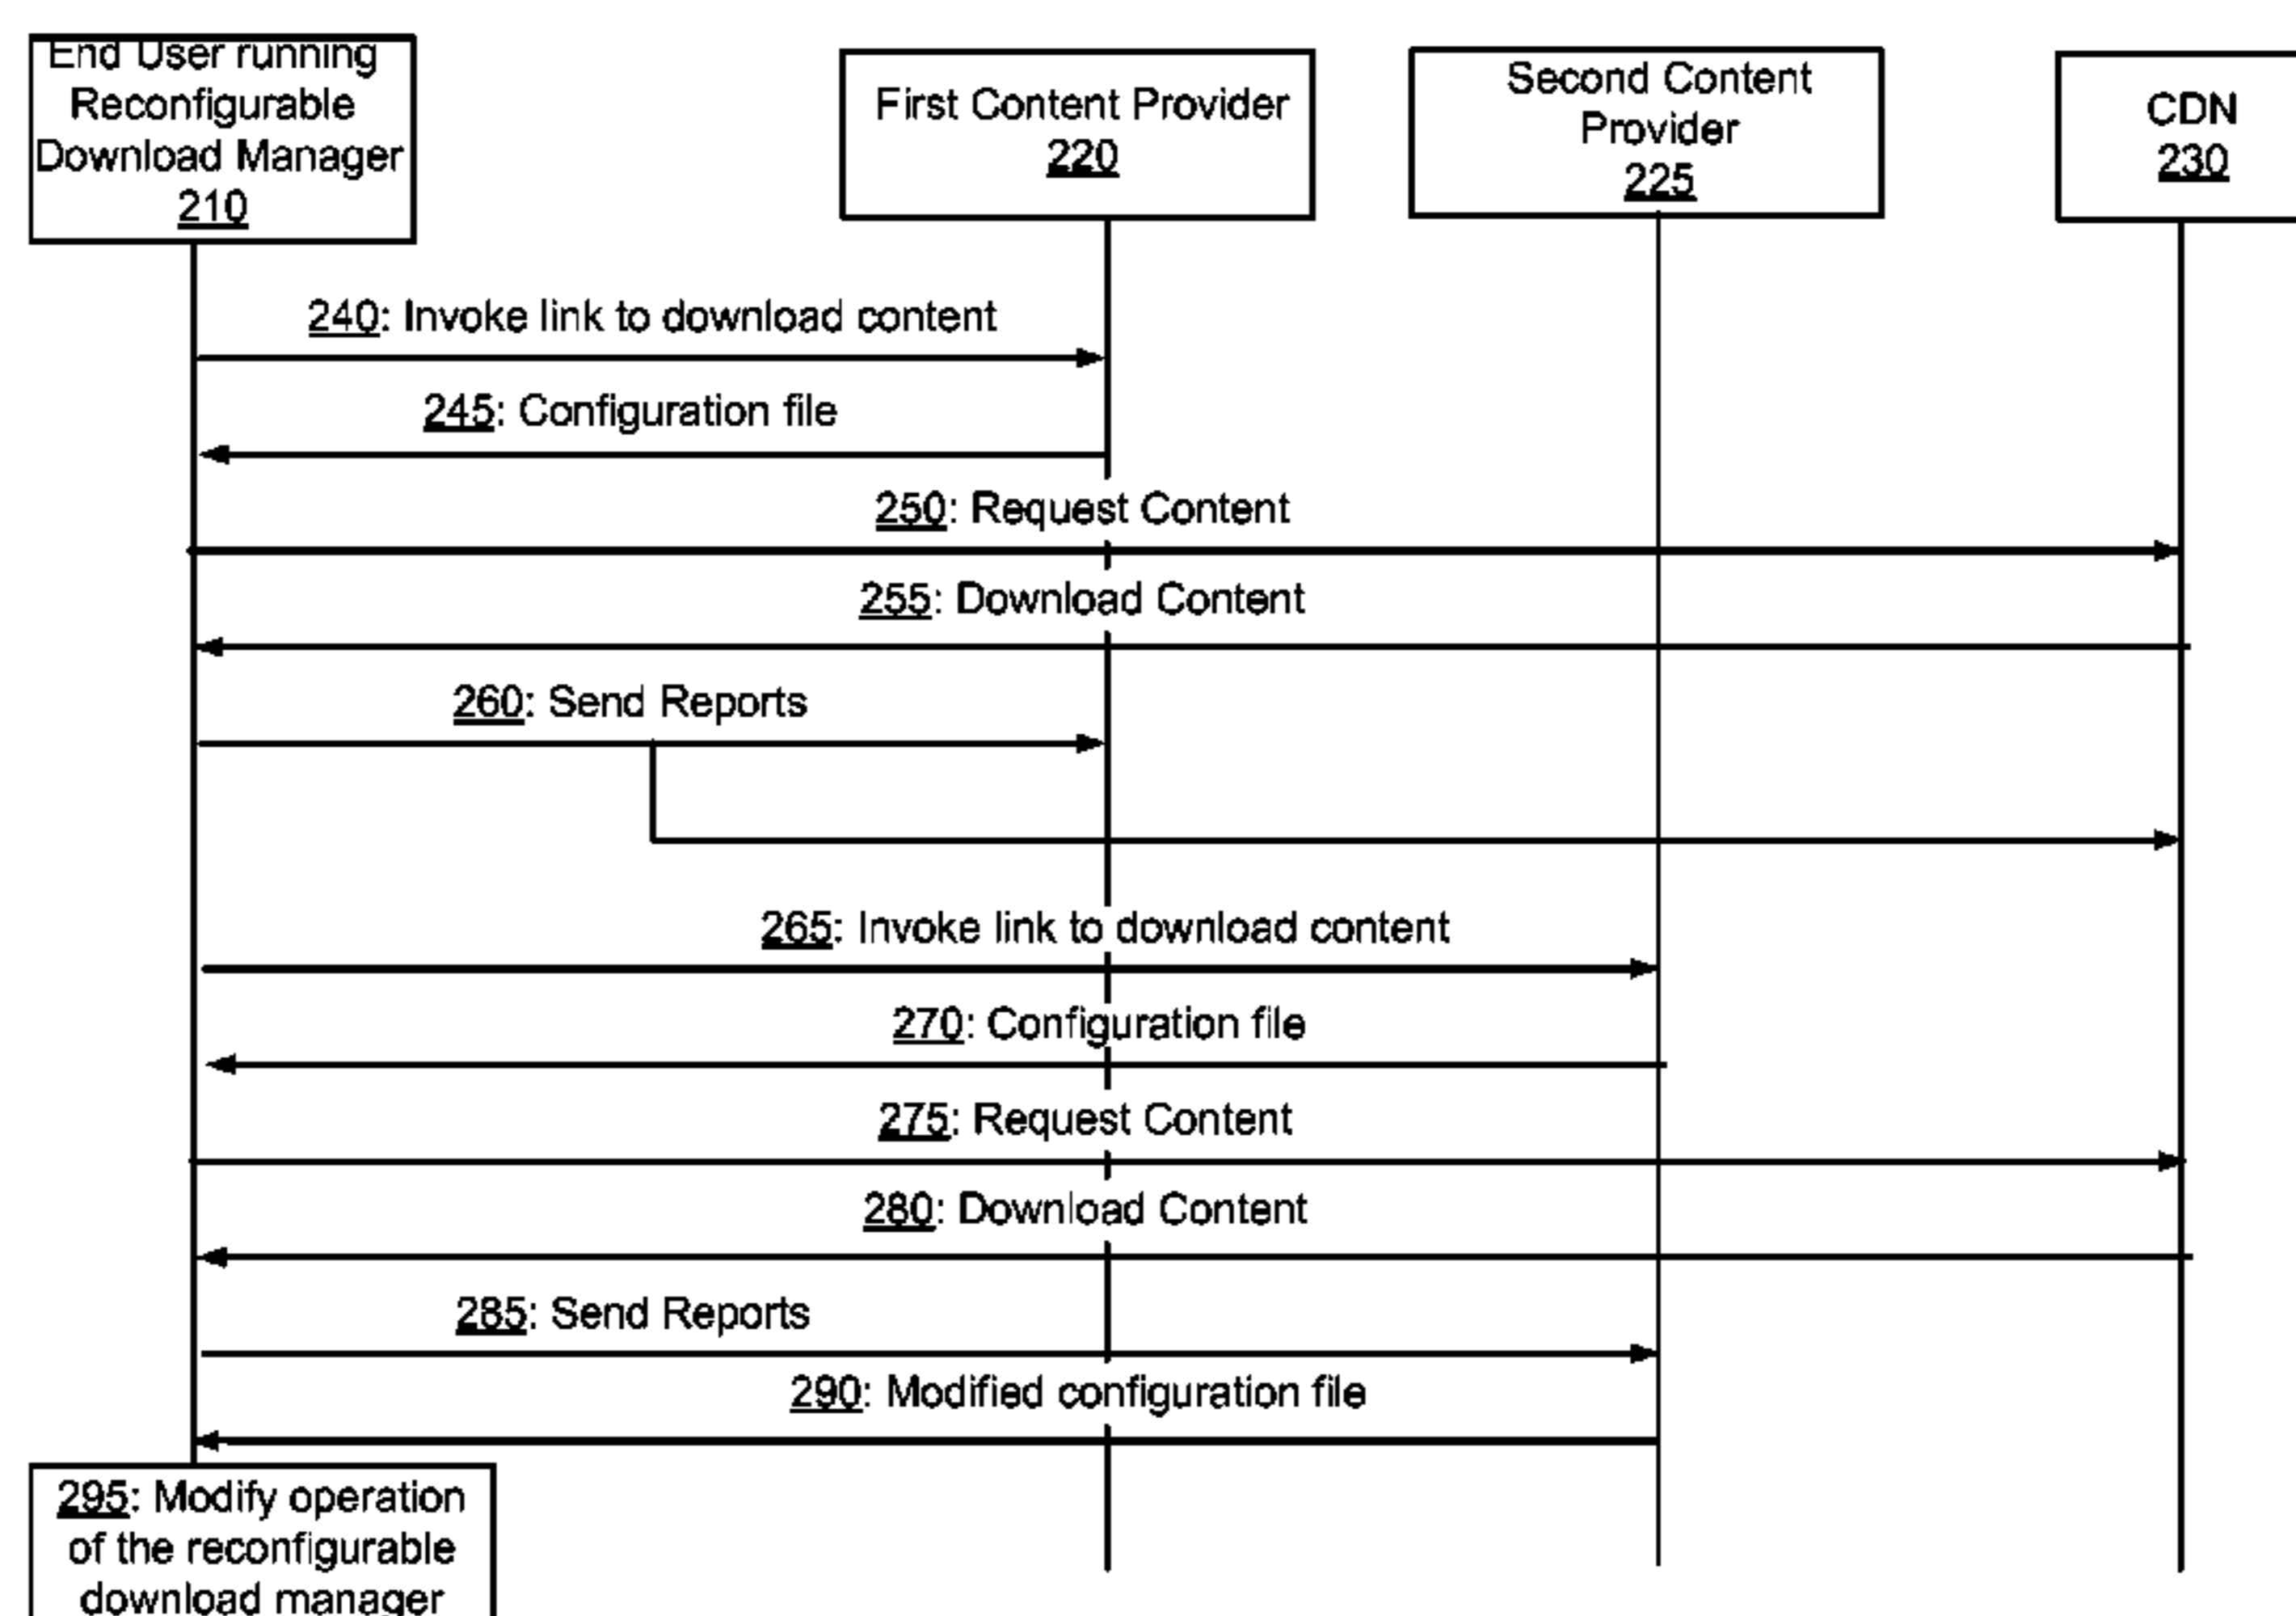 End User running
Reconfigurable
Download Manager
210
First Content Provider
220
Second Content
Provider
225
CDN
230
240: Invoke link to download content
245: Configuration file
250: Request Content
255: Download Content
260: Send Reports
265: Invoke link to download content
270: Configuration file
275: Request Content
280: Download Content
285: Send Reports
290: Modified configuration file
295: Modify operation
of the reconfigurable
download manager